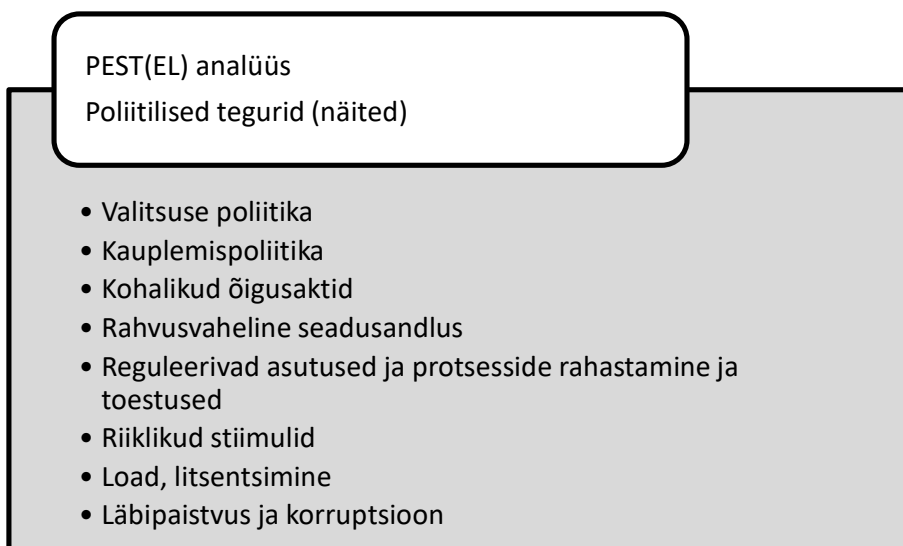 PEST(EL) analüüs
Poliitilised tegurid (näited)
• Valitsuse poliitika
• Kauplemispoliitika
• Kohalikud õigusaktid
• Rahvusvaheline seadusandlus
• Reguleerivad asutused ja protsesside rahastamine ja
toestused
• Riiklikud stiimulid
• Load, litsentsimine
• Läbipaistvus ja korruptsioon